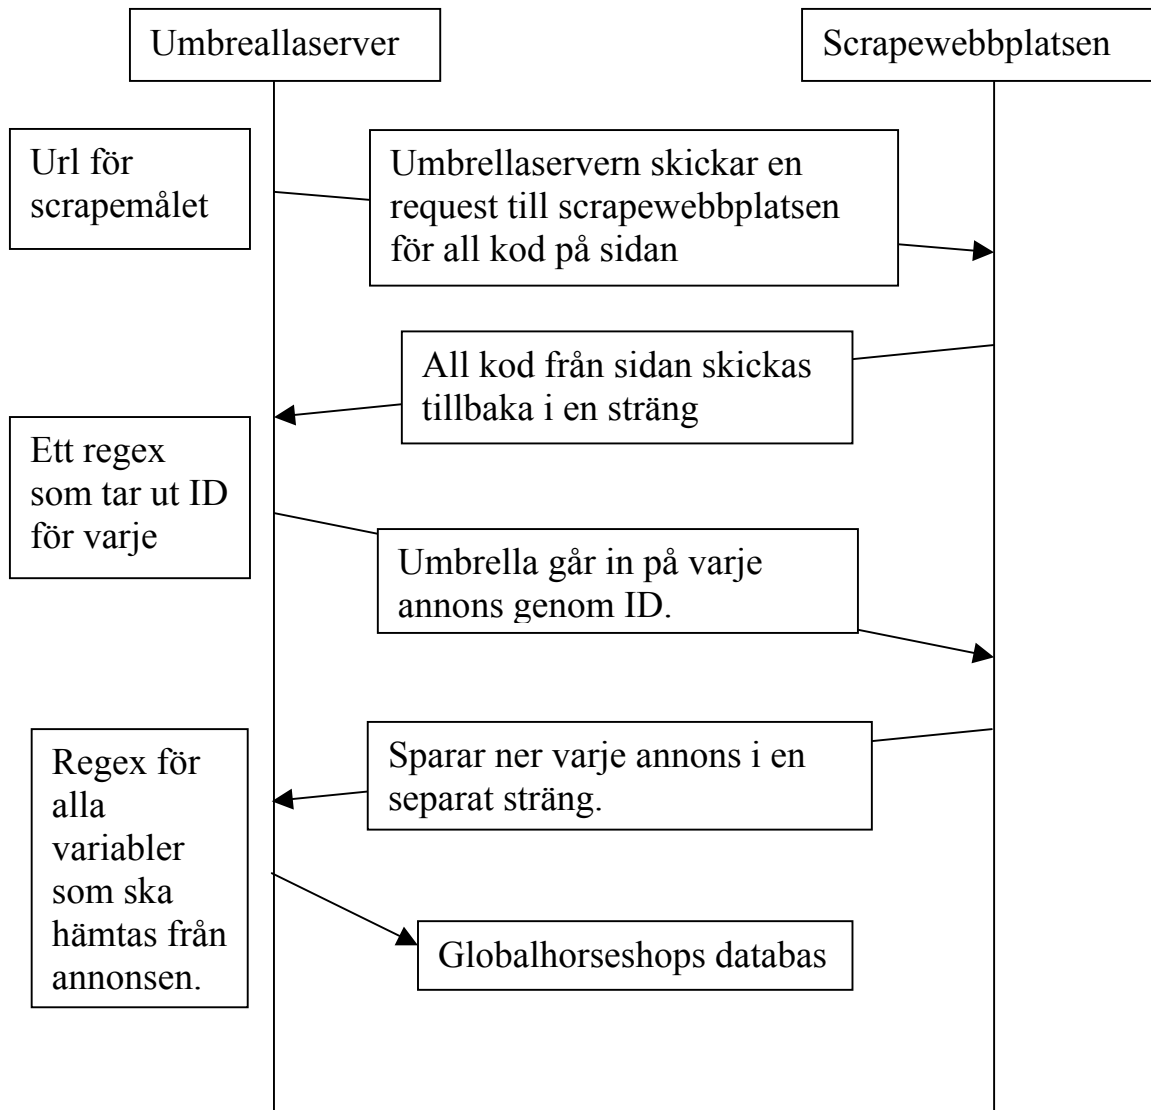 Umbreallaserver
Scrapewebbplatsen
Url för
scrapemålet
Umbrellaservern skickar en
request till scrapewebbplatsen
för all kod på sidan
All kod från sidan skickas
tillbaka i en sträng
Ett regex
som tar ut ID
för varje
Umbrella går in på varje
annons genom ID.
Sparar ner varje annons i en
separat sträng.
Regex för
alla
variabler
som ska
hämtas från
annonsen.
Globalhorseshops databas